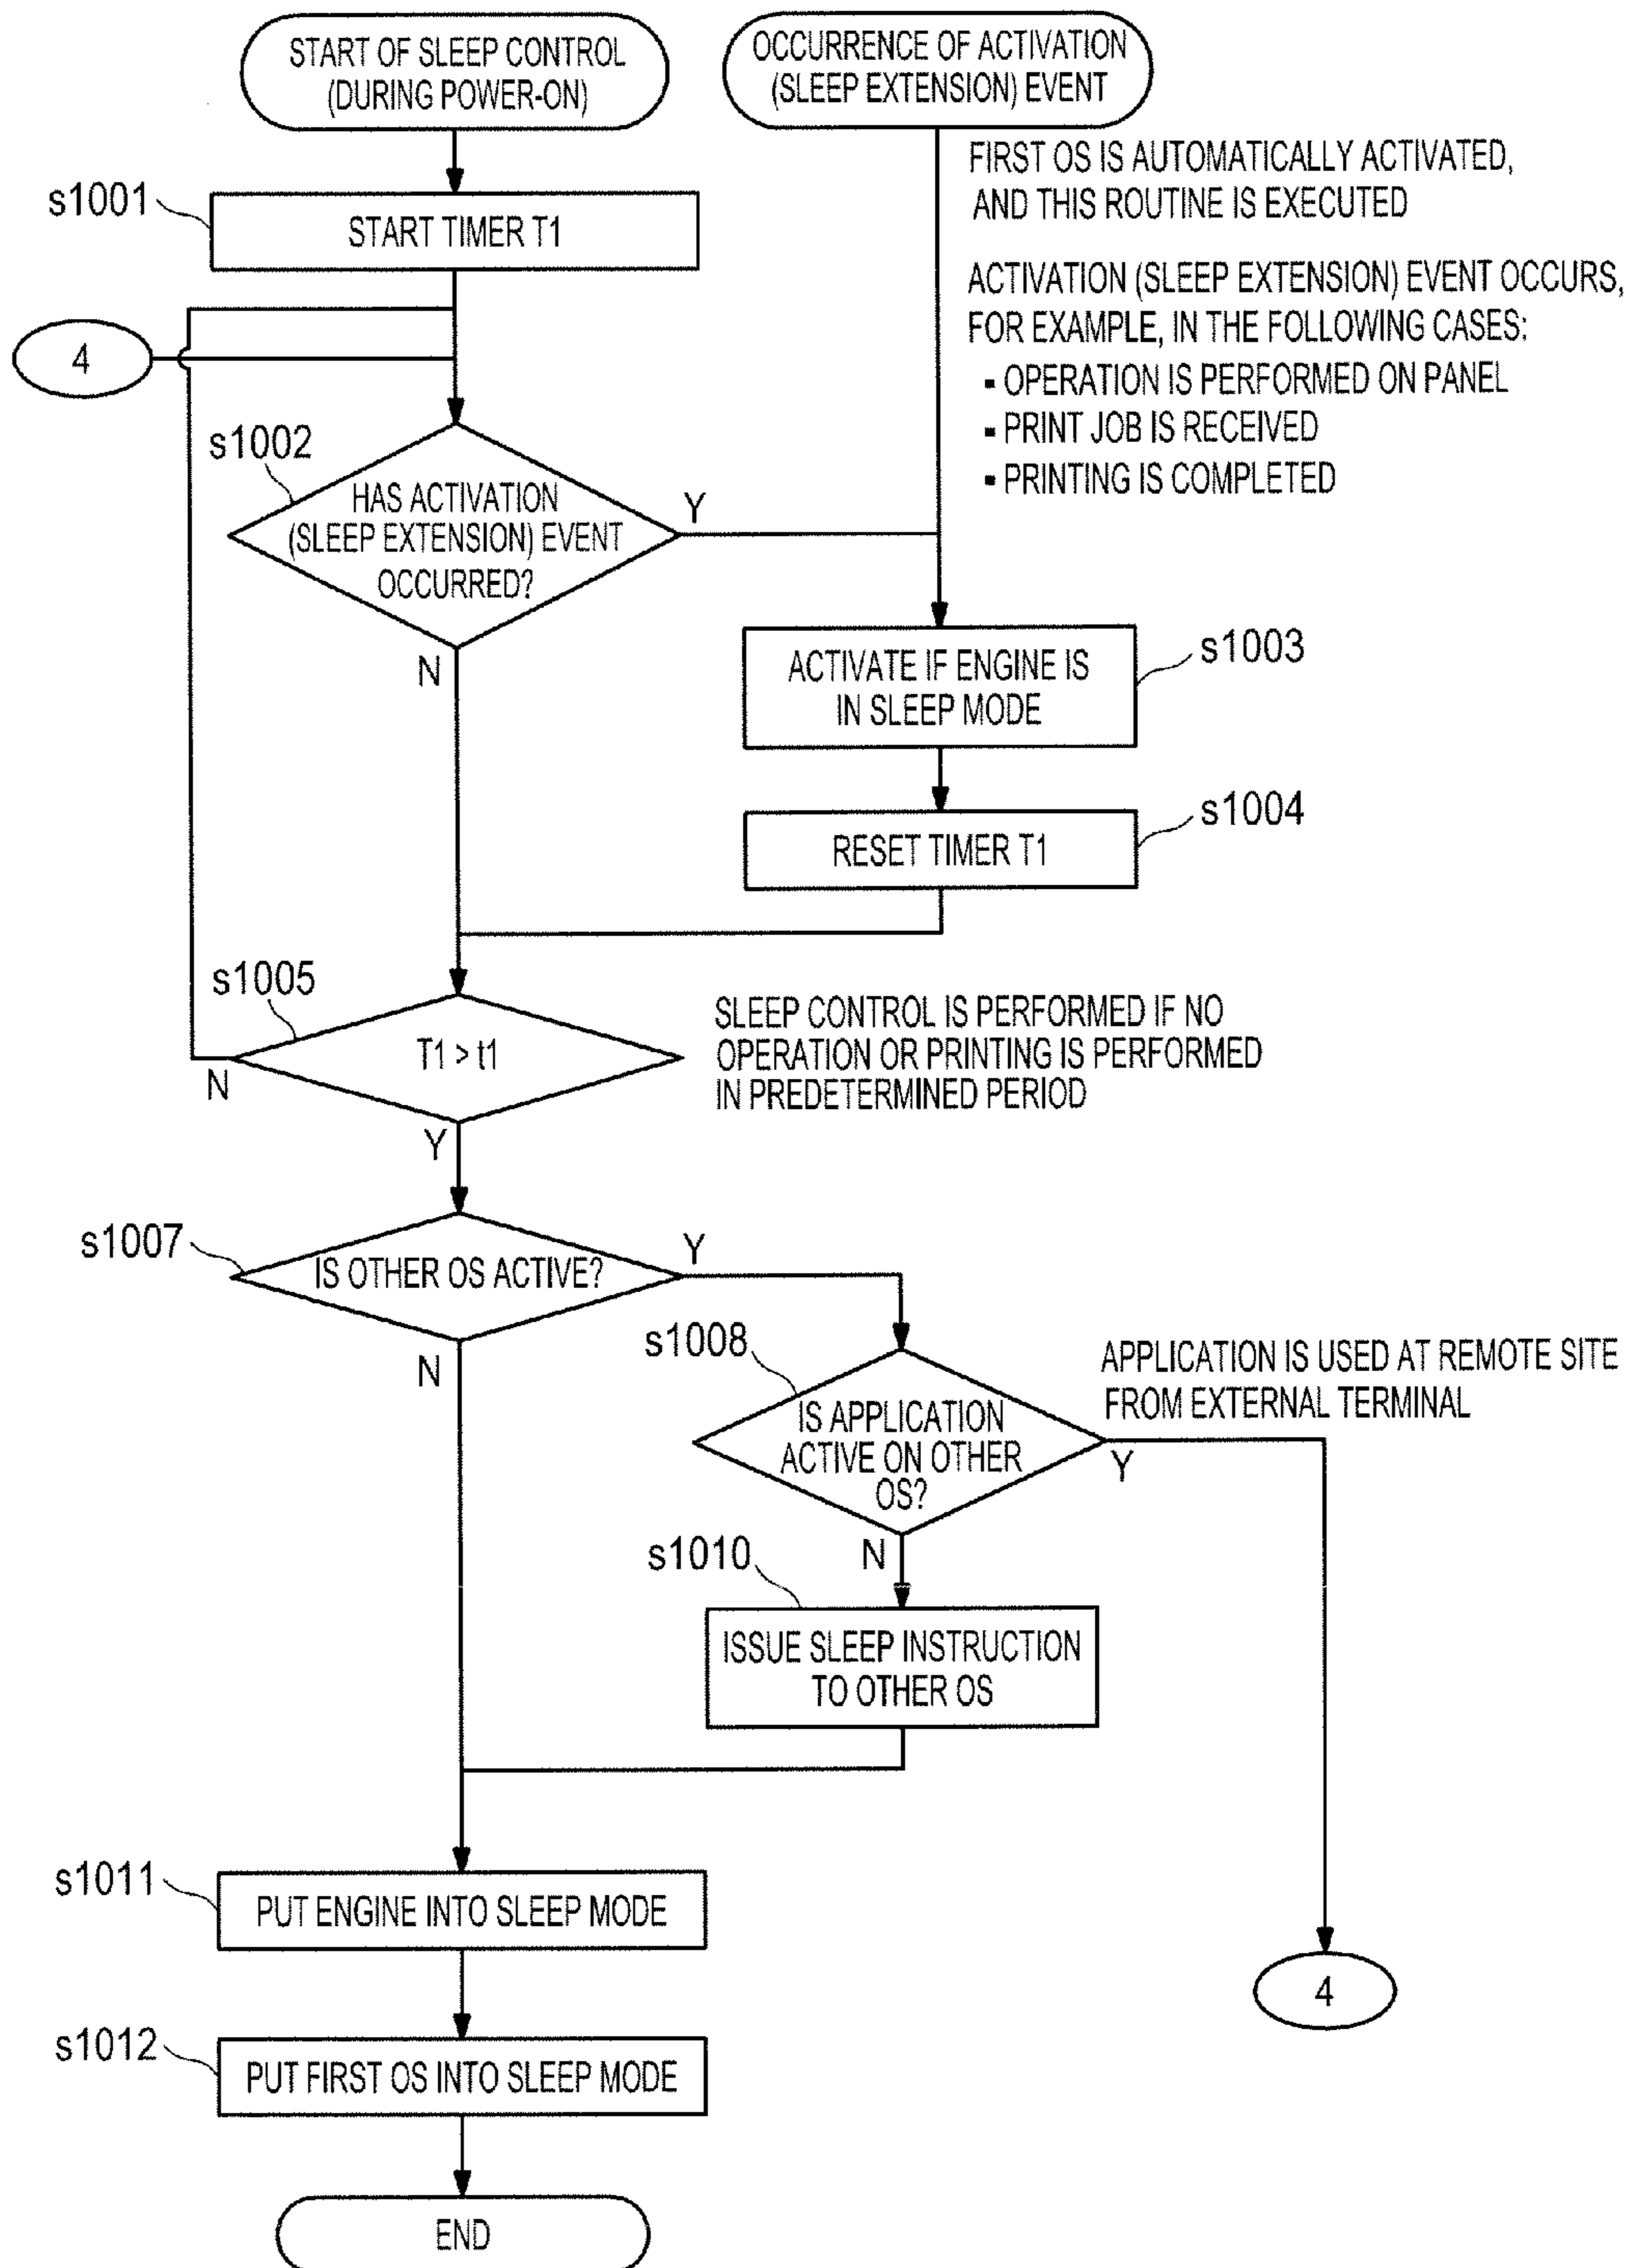 START OF SLEEP CONTROL
(DURING POWER-ON)
OCCURRENCE OF ACTIVATION
(SLEEP EXTENSION) EVENT
FIRST OS IS AUTOMATICALLY ACTIVATED,
AND THIS ROUTINE IS EXECUTED
s1001
START TIMER T1
ACTIVATION (SLEEP EXTENSION) EVENT OCCURS,
FOR EXAMPLE, IN THE FOLLOWING CASES:
▪ OPERATION IS PERFORMED ON PANEL
▪ PRINT JOB IS RECEIVED
▪ PRINTING IS COMPLETED
4
s1002
HAS ACTIVATION
(SLEEP EXTENSION) EVENT
OCCURRED?
Y
N
s1003
ACTIVATE IF ENGINE IS
IN SLEEP MODE
s1004
RESET TIMER T1
s1005
T1 > t1
N
Y
SLEEP CONTROL IS PERFORMED IF NO
OPERATION OR PRINTING IS PERFORMED
IN PREDETERMINED PERIOD
s1007
IS OTHER OS ACTIVE?
Y
N
s1008
IS APPLICATION
ACTIVE ON OTHER
OS?
APPLICATION IS USED AT REMOTE SITE
FROM EXTERNAL TERMINAL
Y
N
s1010
ISSUE SLEEP INSTRUCTION
TO OTHER OS
s1011
PUT ENGINE INTO SLEEP MODE
4
s1012
PUT FIRST OS INTO SLEEP MODE
END